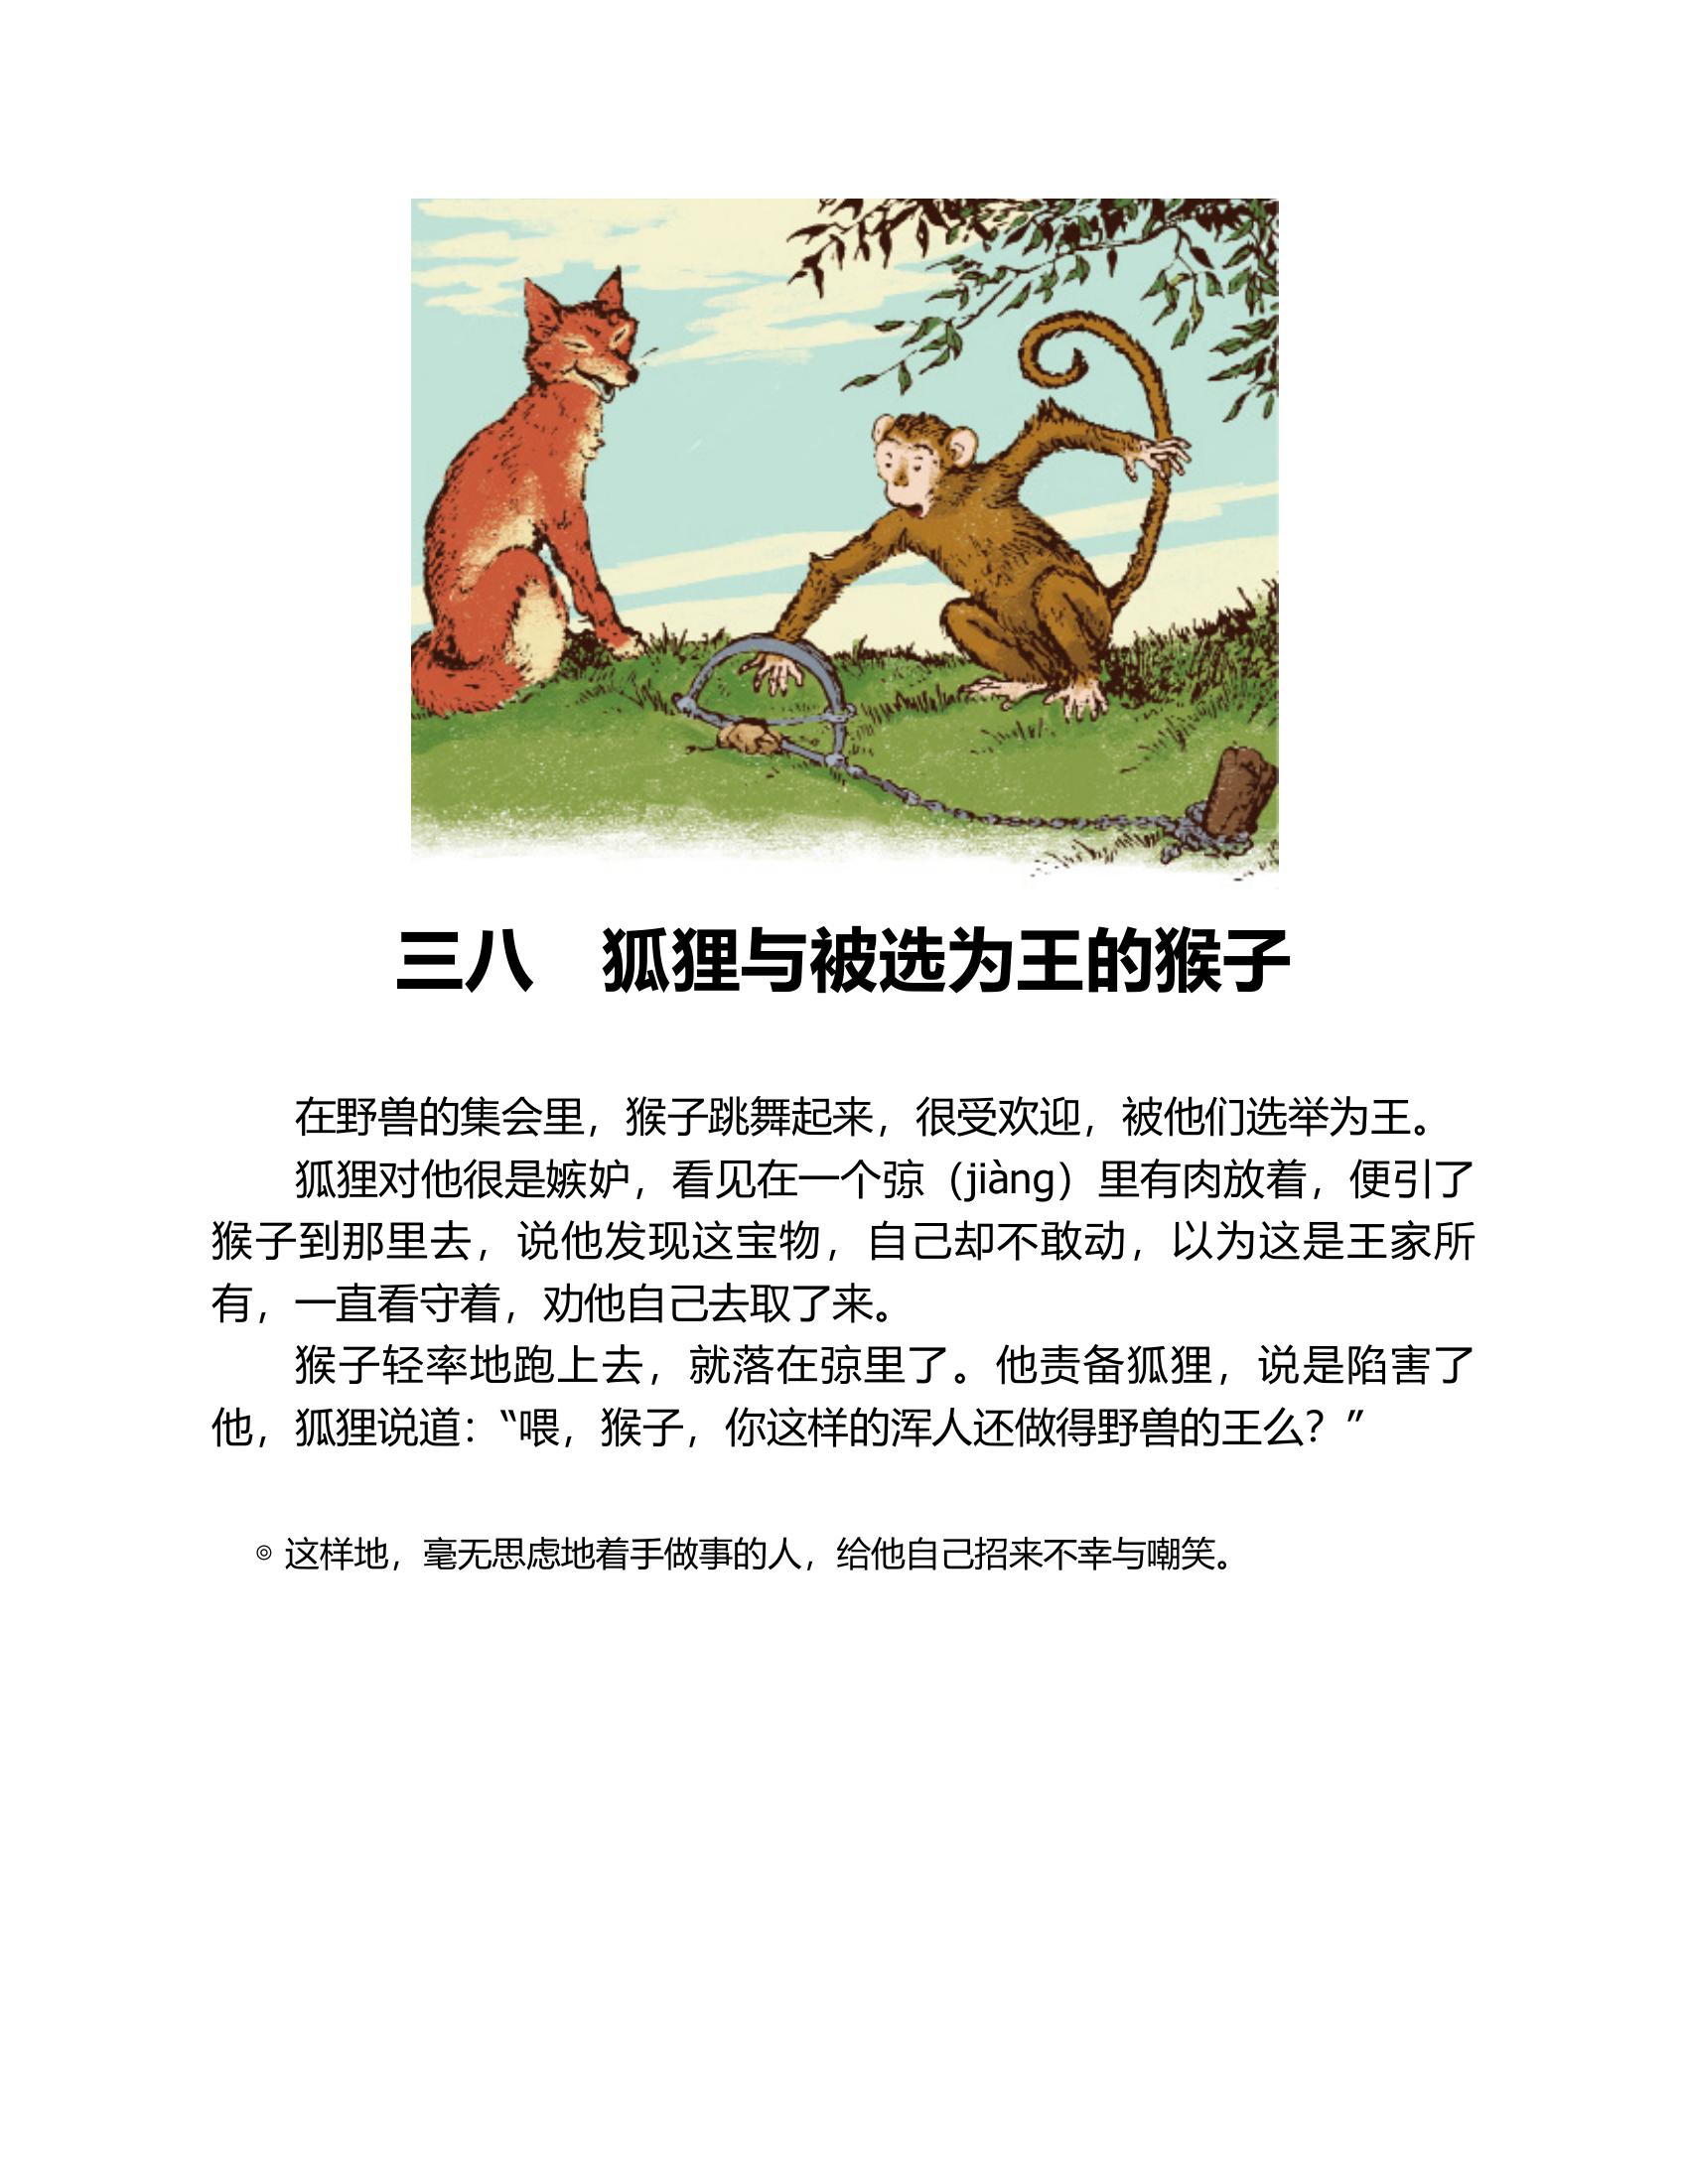 三八　狐狸与被选为王的猴子
在野兽的集会里，猴子跳舞起来，很受欢迎，被他们选举为王。
狐狸对他很是嫉妒，看见在一个弶（jiàng）里有肉放着，便引了
猴子到那里去，说他发现这宝物，自己却不敢动，以为这是王家所
有，一直看守着，劝他自己去取了来。
猴子轻率地跑上去，就落在弶里了。他责备狐狸，说是陷害了
他，狐狸说道：“喂，猴子，你这样的浑人还做得野兽的王么？”
◎ 这样地，毫无思虑地着手做事的人，给他自己招来不幸与嘲笑。